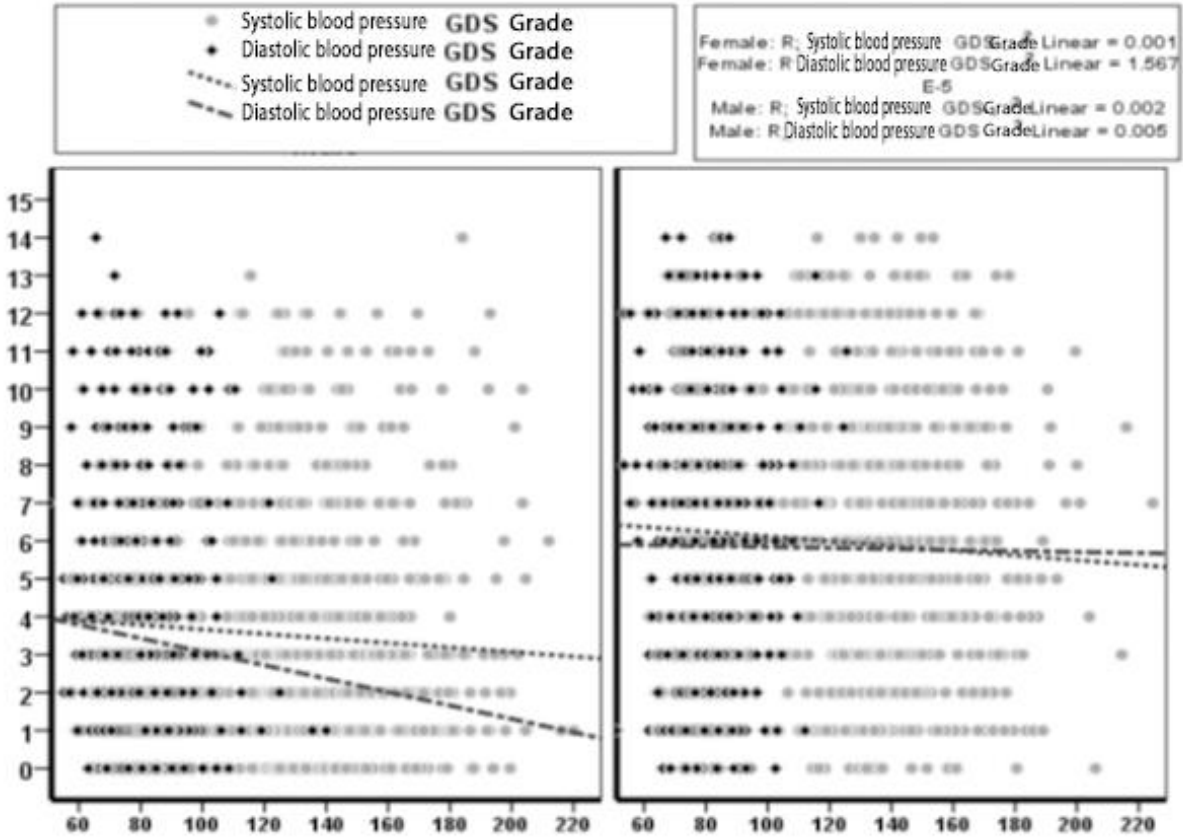 Systolic blood pressure GDS Grade
Diastolic blood pressure GDS Grade
Systolic blood pressure GDS Grade
Diastolic blood pressure GDS Grade
Female: R; Systolic blood pressure GDS Grade Linear = 0.001
Female: R Diastolic blood pressure GDS Grade 2 Linear = 1.567
E-5
Male: R; Systolic blood pressure GDS Grade Linear = 0.002
Male: R Diastolic blood pressure GDS Grade Linear = 0.005
15
14
13
12
11
10
9
8
7
6
5
4
3
2
1
0
60 80 100 120 140 160 180 200 220 60 80 100 120 140 160 180 200 220